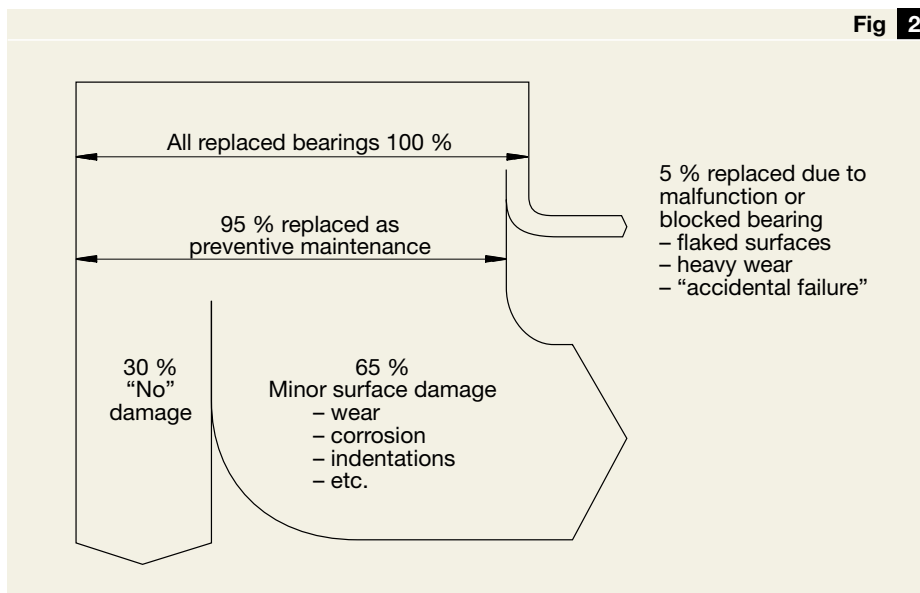 Fig 2
All replaced bearings 100 %
95 % replaced as
preventive maintenance
5 % replaced due to
malfunction or
blocked bearing
– flaked surfaces
– heavy wear
– “accidental failure”
30 %
“No”
damage
65 %
Minor surface damage
– wear
– corrosion
– indentations
– etc.